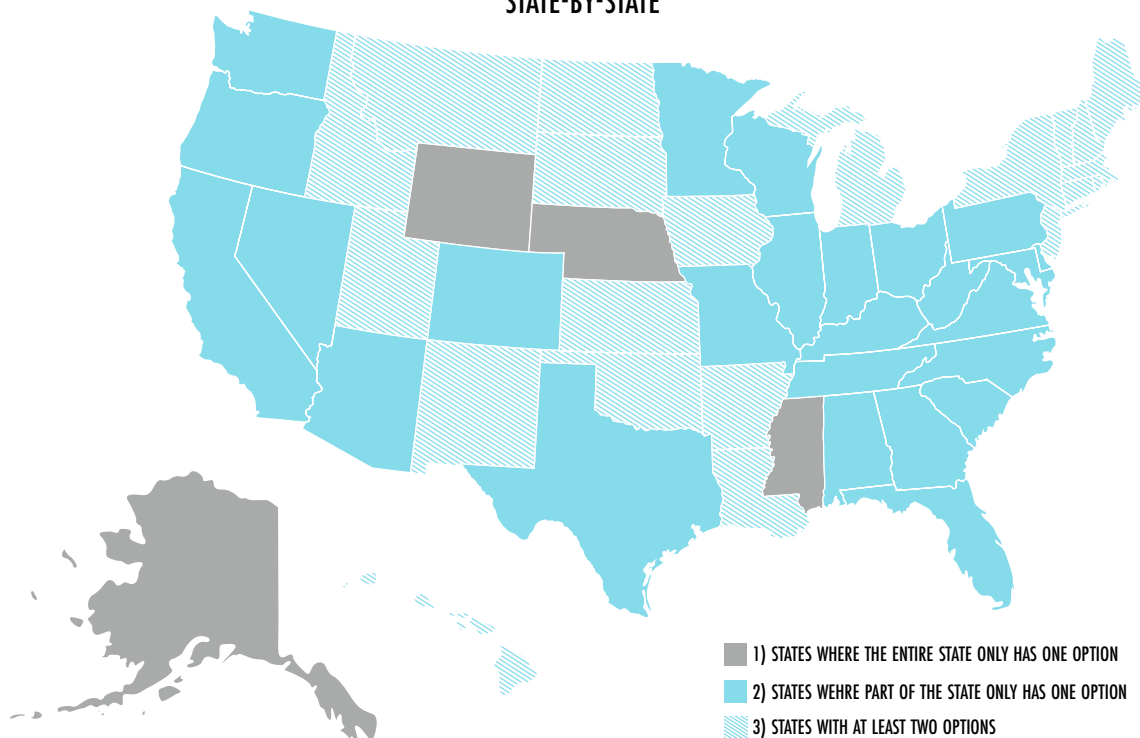 STATE-BY-STATE
1) STATES WHERE THE ENTIRE STATE ONLY HAS ONE OPTION
2) STATES WEHRE PART OF THE STATE ONLY HAS ONE OPTION
3) STATES WITH AT LEAST TWO OPTIONS